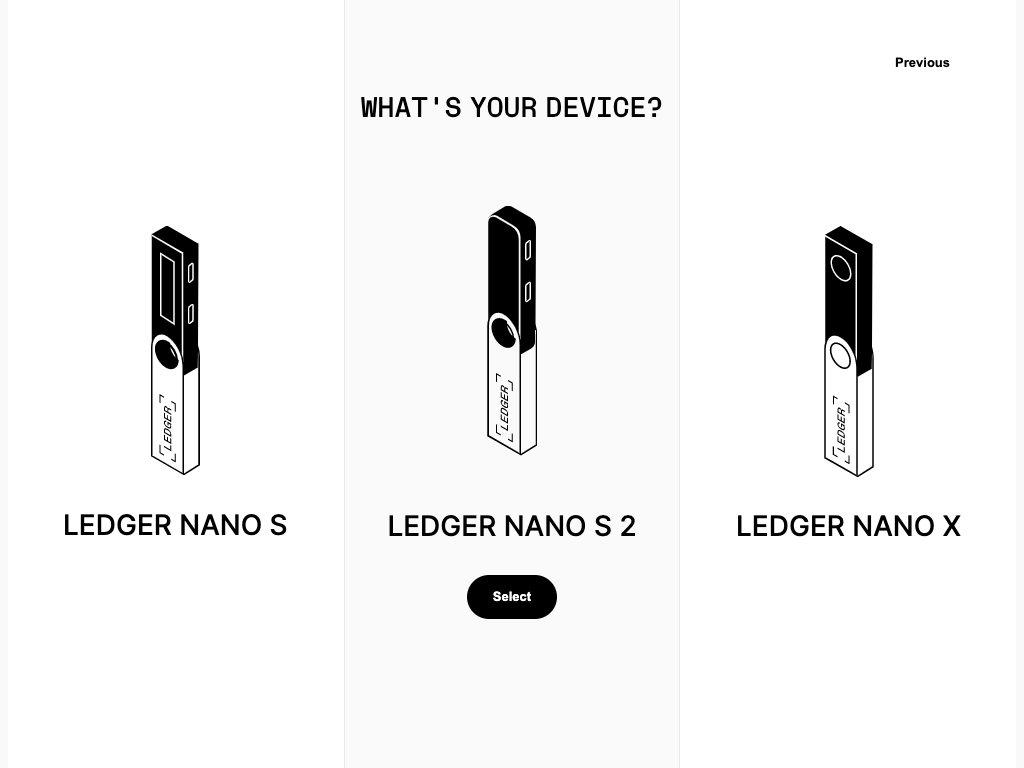 Previous
WHAT'S YOUR DEVICE?
LEDGER
LEDGER
LEDGER
LEDGER NANO S
LEDGER NANO S 2
LEDGER NANO X
Select